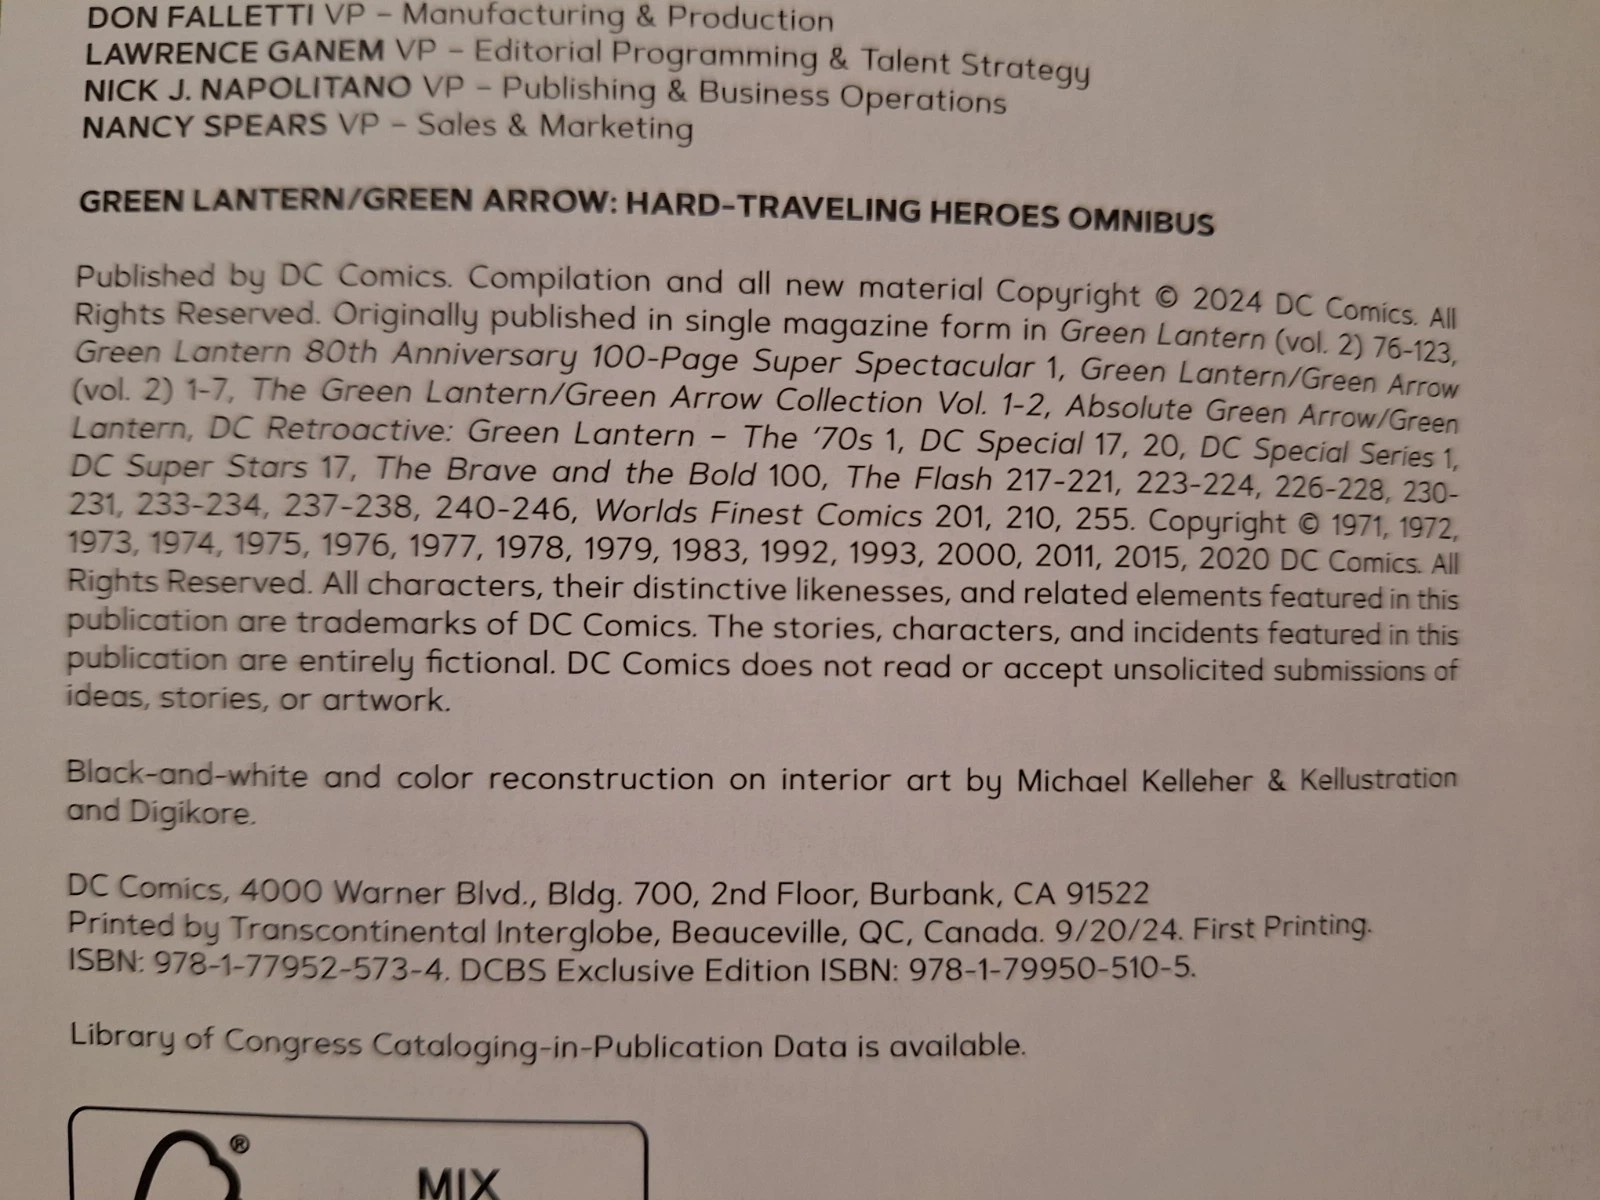 DON FALLETTI VP – Manufacturing & Production
LAWRENCE GANEM VP – Editorial Programming & Talent Strategy
NICK J. NAPOLITANO VP – Publishing & Business Operations
NANCY SPEARS VP – Sales & Marketing
GREEN LANTERN/GREEN ARROW: HARD-TRAVELING HEROES OMNIBUS
Published by DC Comics. Compilation and all new material Copyright © 2024 DC Comics. All
Rights Reserved. Originally published in single magazine form in Green Lantern (vol. 2) 76-123,
Green Lantern 80th Anniversary 100-Page Super Spectacular 1, Green Lantern/Green Arrow
(vol. 2) 1-7, The Green Lantern/Green Arrow Collection Vol. 1-2, Absolute Green Arrow/Green
Lantern, DC Retroactive: Green Lantern – The '70s 1, DC Special 17, 20, DC Special Series 1,
DC Super Stars 17, The Brave and the Bold 100, The Flash 217-221, 223-224, 226-228, 230-
231, 233-234, 237-238, 240-246, Worlds Finest Comics 201, 210, 255. Copyright © 1971, 1972,
1973, 1974, 1975, 1976, 1977, 1978, 1979, 1983, 1992, 1993, 2000, 2011, 2015, 2020 DC Comics. All
Rights Reserved. All characters, their distinctive likenesses, and related elements featured in this
publication are trademarks of DC Comics. The stories, characters, and incidents featured in this
publication are entirely fictional. DC Comics does not read or accept unsolicited submissions of
ideas, stories, or artwork.
Black-and-white and color reconstruction on interior art by Michael Kelleher & Kellustration
and Digikore.
DC Comics, 4000 Warner Blvd., Bldg. 700, 2nd Floor, Burbank, CA 91522
Printed by Transcontinental Interglobe, Beauceville, QC, Canada. 9/20/24. First Printing.
ISBN: 978-1-77952-573-4. DCBS Exclusive Edition ISBN: 978-1-79950-510-5.
Library of Congress Cataloging-in-Publication Data is available.
®
MIX